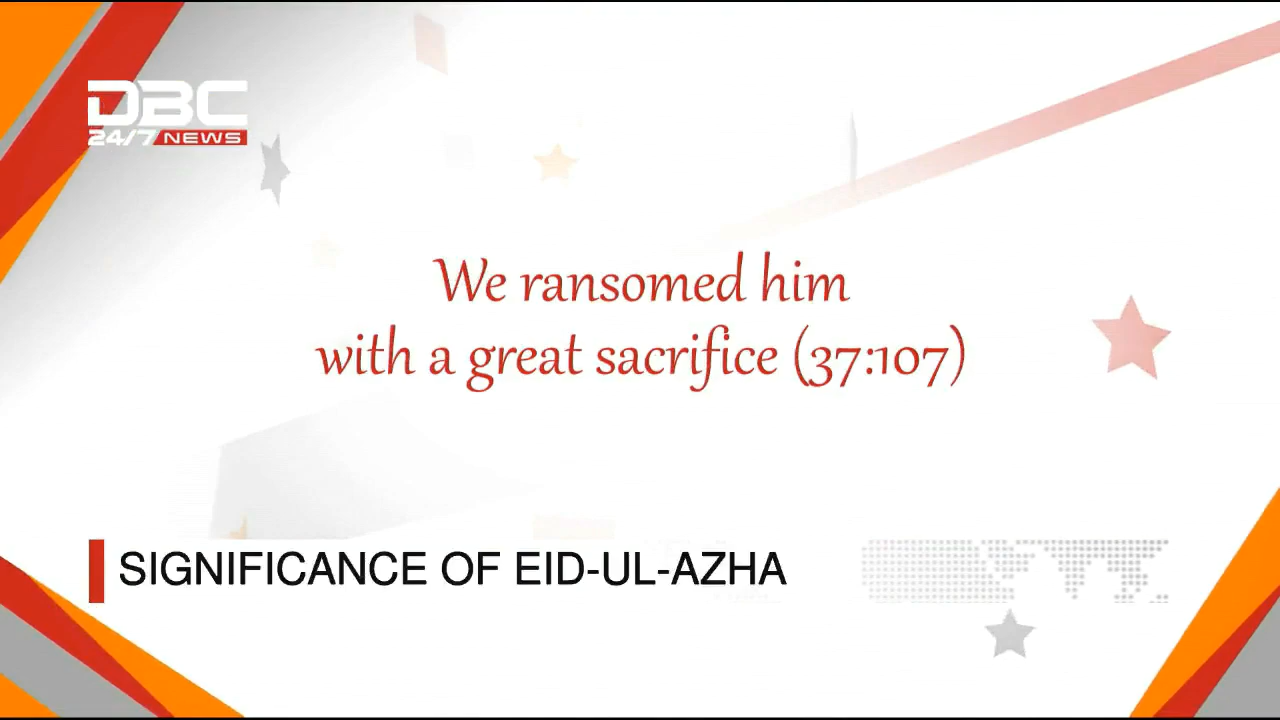 DBC
24/7 NEWS
We ransomed him
with a great sacrifice (37:107)
SIGNIFICANCE OF EID-UL-AZHA